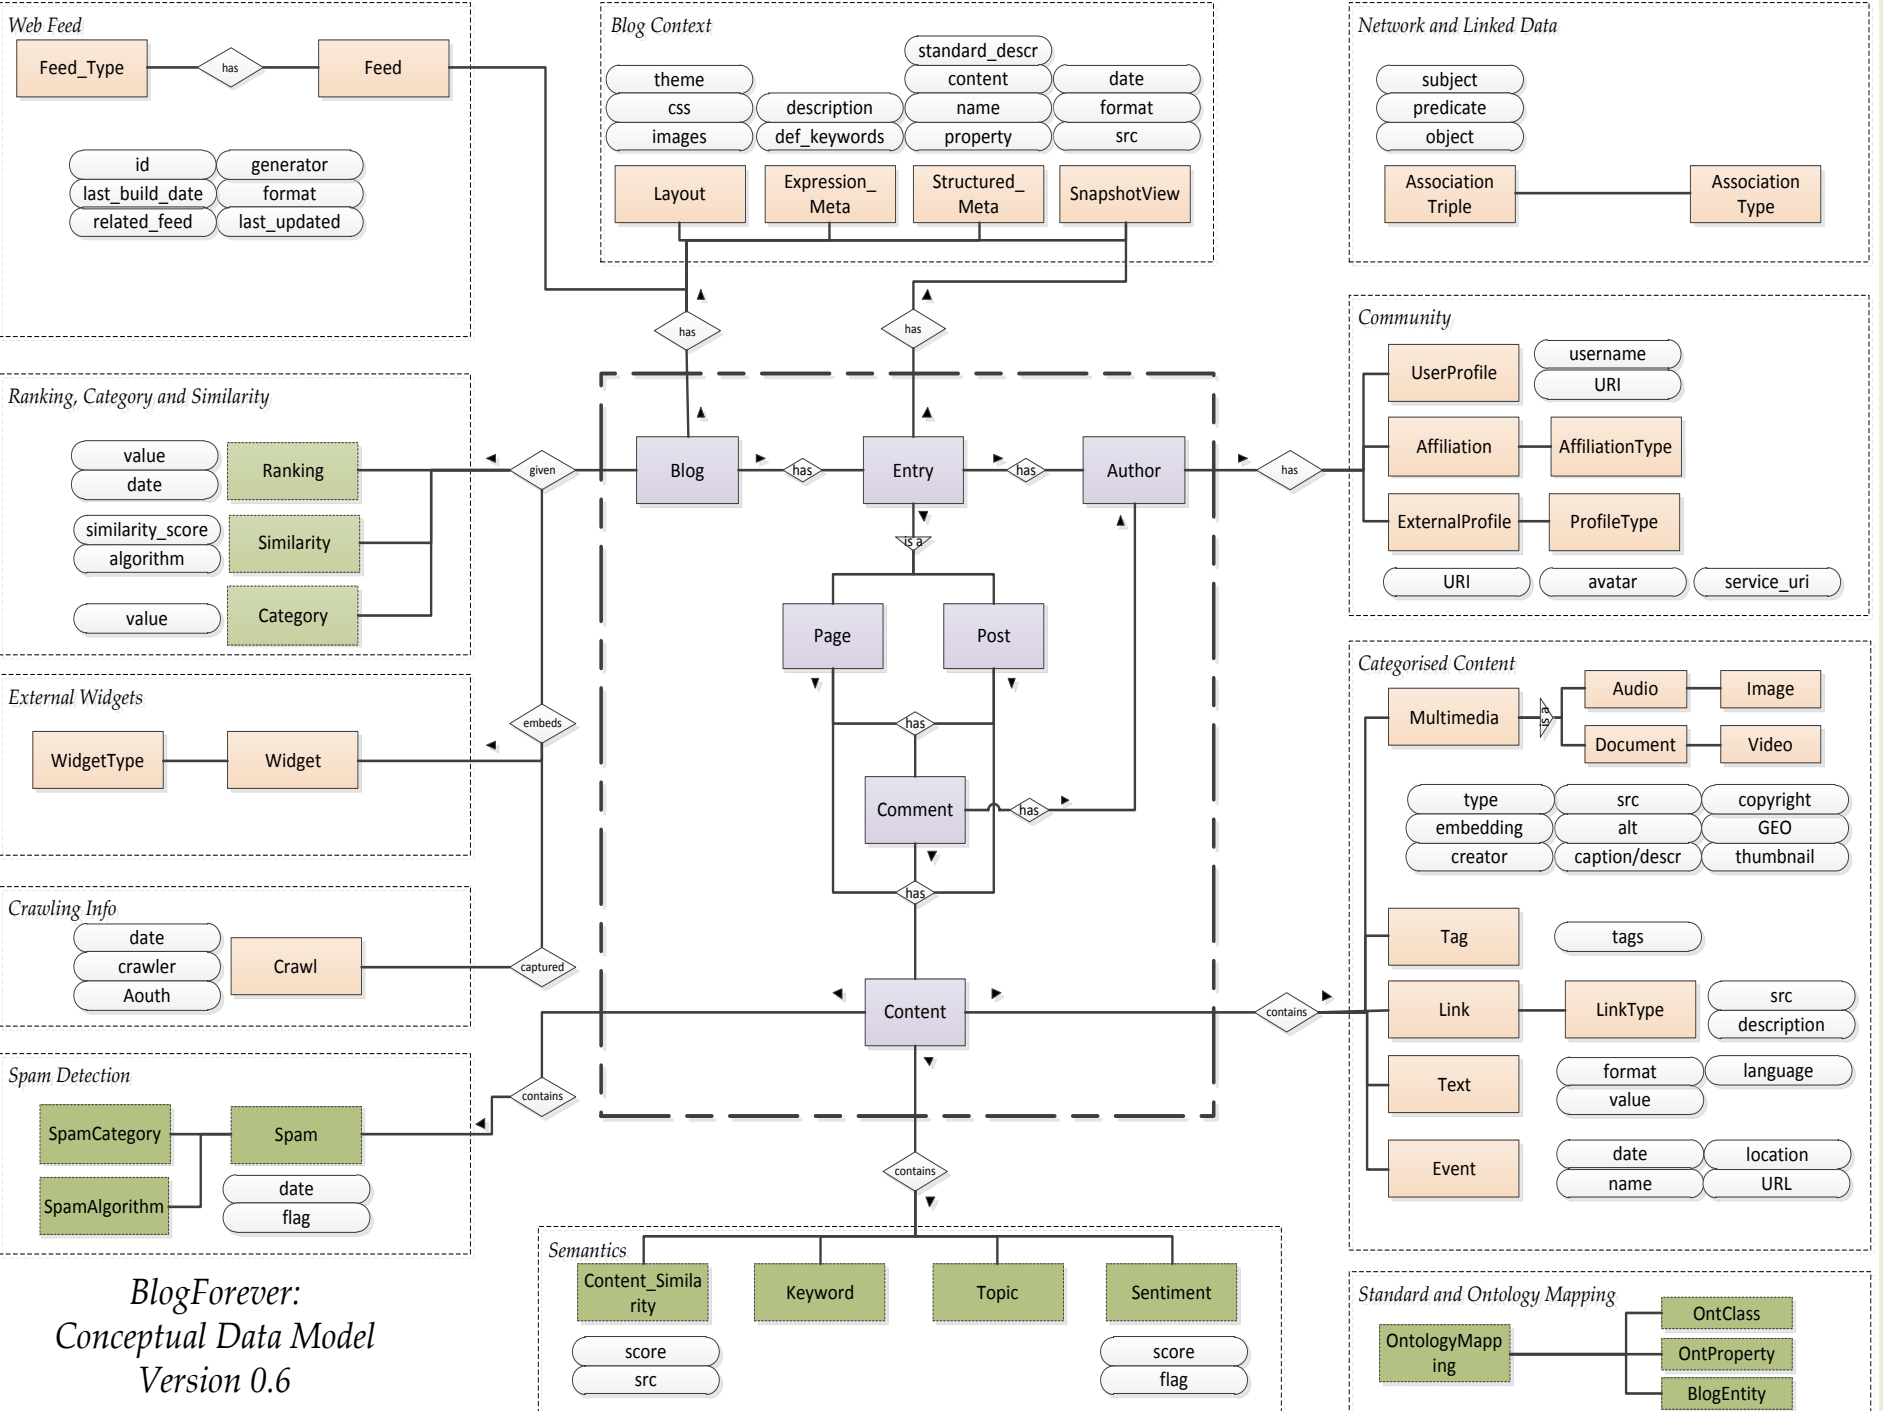 Web Feed
Feed_Type
has
Feed
id
generator
last_build_date
format
related_feed
last_updated
Blog Context
standard_descr
theme
content
date
css
description
name
format
images
def_keywords
property
src
Layout
Expression_
Meta
Structured_
Meta
SnapshotView
has
has
Network and Linked Data
subject
predicate
object
Association
Triple
Association
Type
Ranking, Category and Similarity
value
date
Ranking
similarity_score
algorithm
Similarity
value
Category
given
Blog
has
Entry
has
Author
has
is a
Page
Post
has
Comment
has
has
Content
Community
UserProfile
username
URI
Affiliation
AffiliationType
ExternalProfile
ProfileType
URI
avatar
service_uri
External Widgets
WidgetType
Widget
embeds
Crawling Info
date
crawler
Aouth
Crawl
captured
Categorised Content
Multimedia
is a
Audio
Image
Document
Video
type
src
copyright
embedding
alt
GEO
creator
caption/descr
thumbnail
Tag
tags
contains
Link
LinkType
src
description
Text
format
language
value
Event
date
location
name
URL
Spam Detection
SpamCategory
Spam
SpamAlgorithm
date
flag
contains
contains
Semantics
Content_Simila
rity
Keyword
Topic
Sentiment
score
src
score
flag
Standard and Ontology Mapping
OntologyMapp
ing
OntClass
OntProperty
BlogEntity
BlogForever:
Conceptual Data Model
Version 0.6